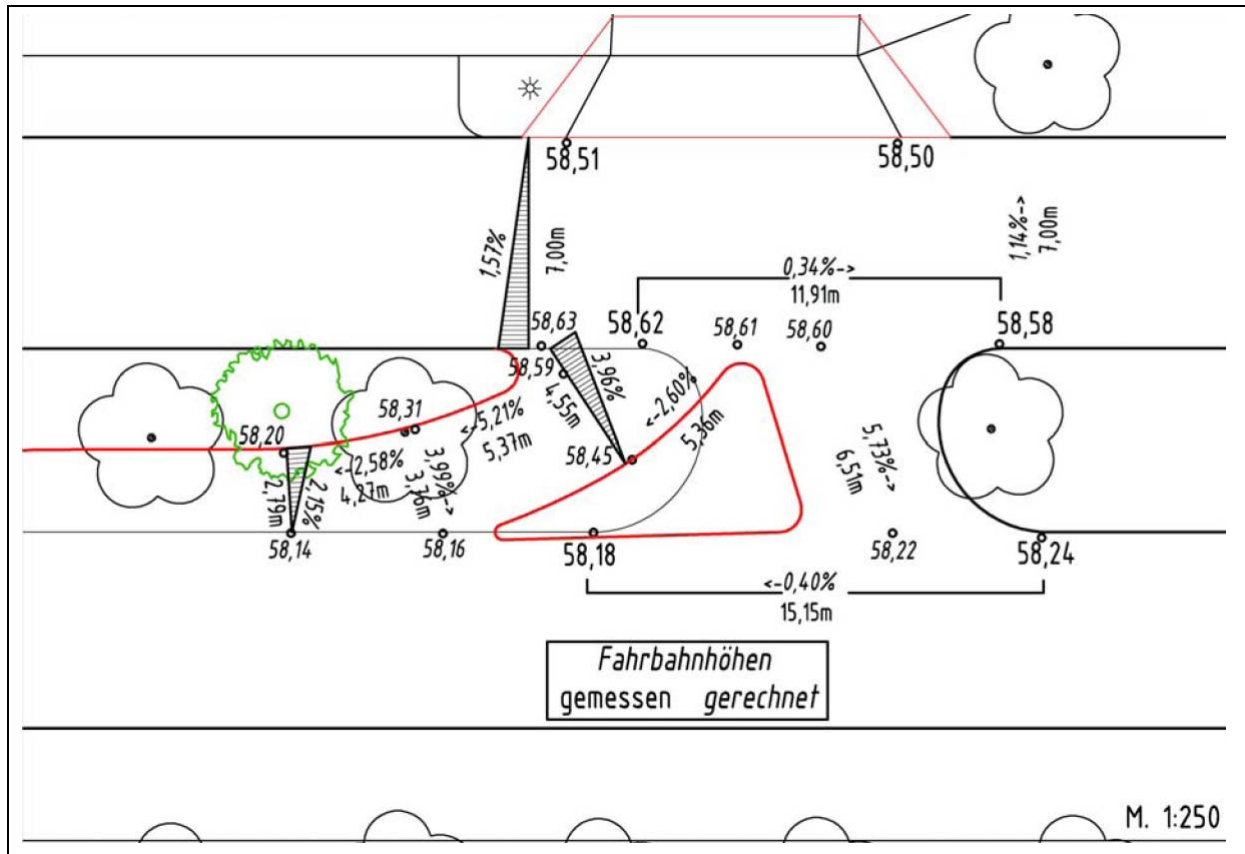 58,51
58,50
1,57%
7,00m
1,14%->
7,00m
0,34%->
11,91m
58,63
58,62
58,61
58,60
58,58
58,59
3,96%
4,55m
<-2,60%
5,36m
58,31
<-5,21%
5,37m
58,20
58,45
5,73%->
6,51m
<-2,58%
4,27m
3,99%->
3,76m
2,79m
2,15%
58,14
58,16
58,18
58,22
58,24
<-0,40%
15,15m
Fahrbahnhöhen
gemessen gerechnet
M. 1:250